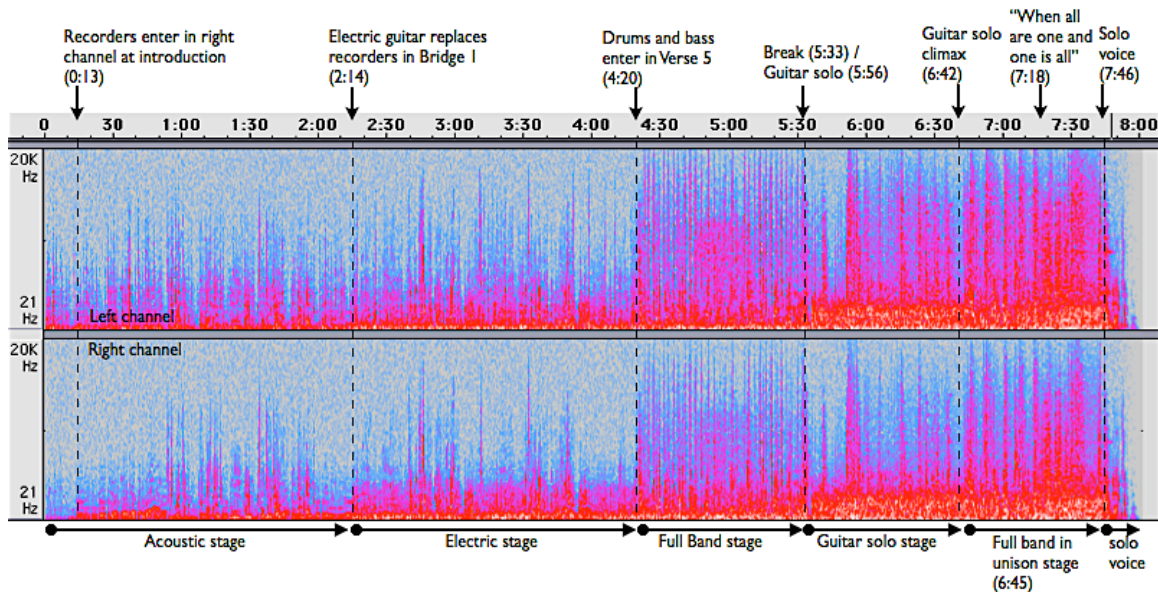 Recorders enter in right
channel at introduction
(0:13)
Electric guitar replaces
recorders in Bridge 1
(2:14)
Drums and bass
enter in Verse 5
(4:20)
Break (5:33) /
Guitar solo (5:56)
Guitar solo
climax
(6:42)
“When all
are one and
one is all”
(7:18)
Solo
voice
(7:46)
0 30 1:00 1:30 2:00 2:30 3:00 3:30 4:00 4:30 5:00 5:30 6:00 6:30 7:00 7:30 8:00
20K
Hz
21
Hz
Left channel
20K
Hz
Right channel
21
Hz
Acoustic stage
Electric stage
Full Band stage
Guitar solo stage
Full band in
unison stage
(6:45)
solo
voice